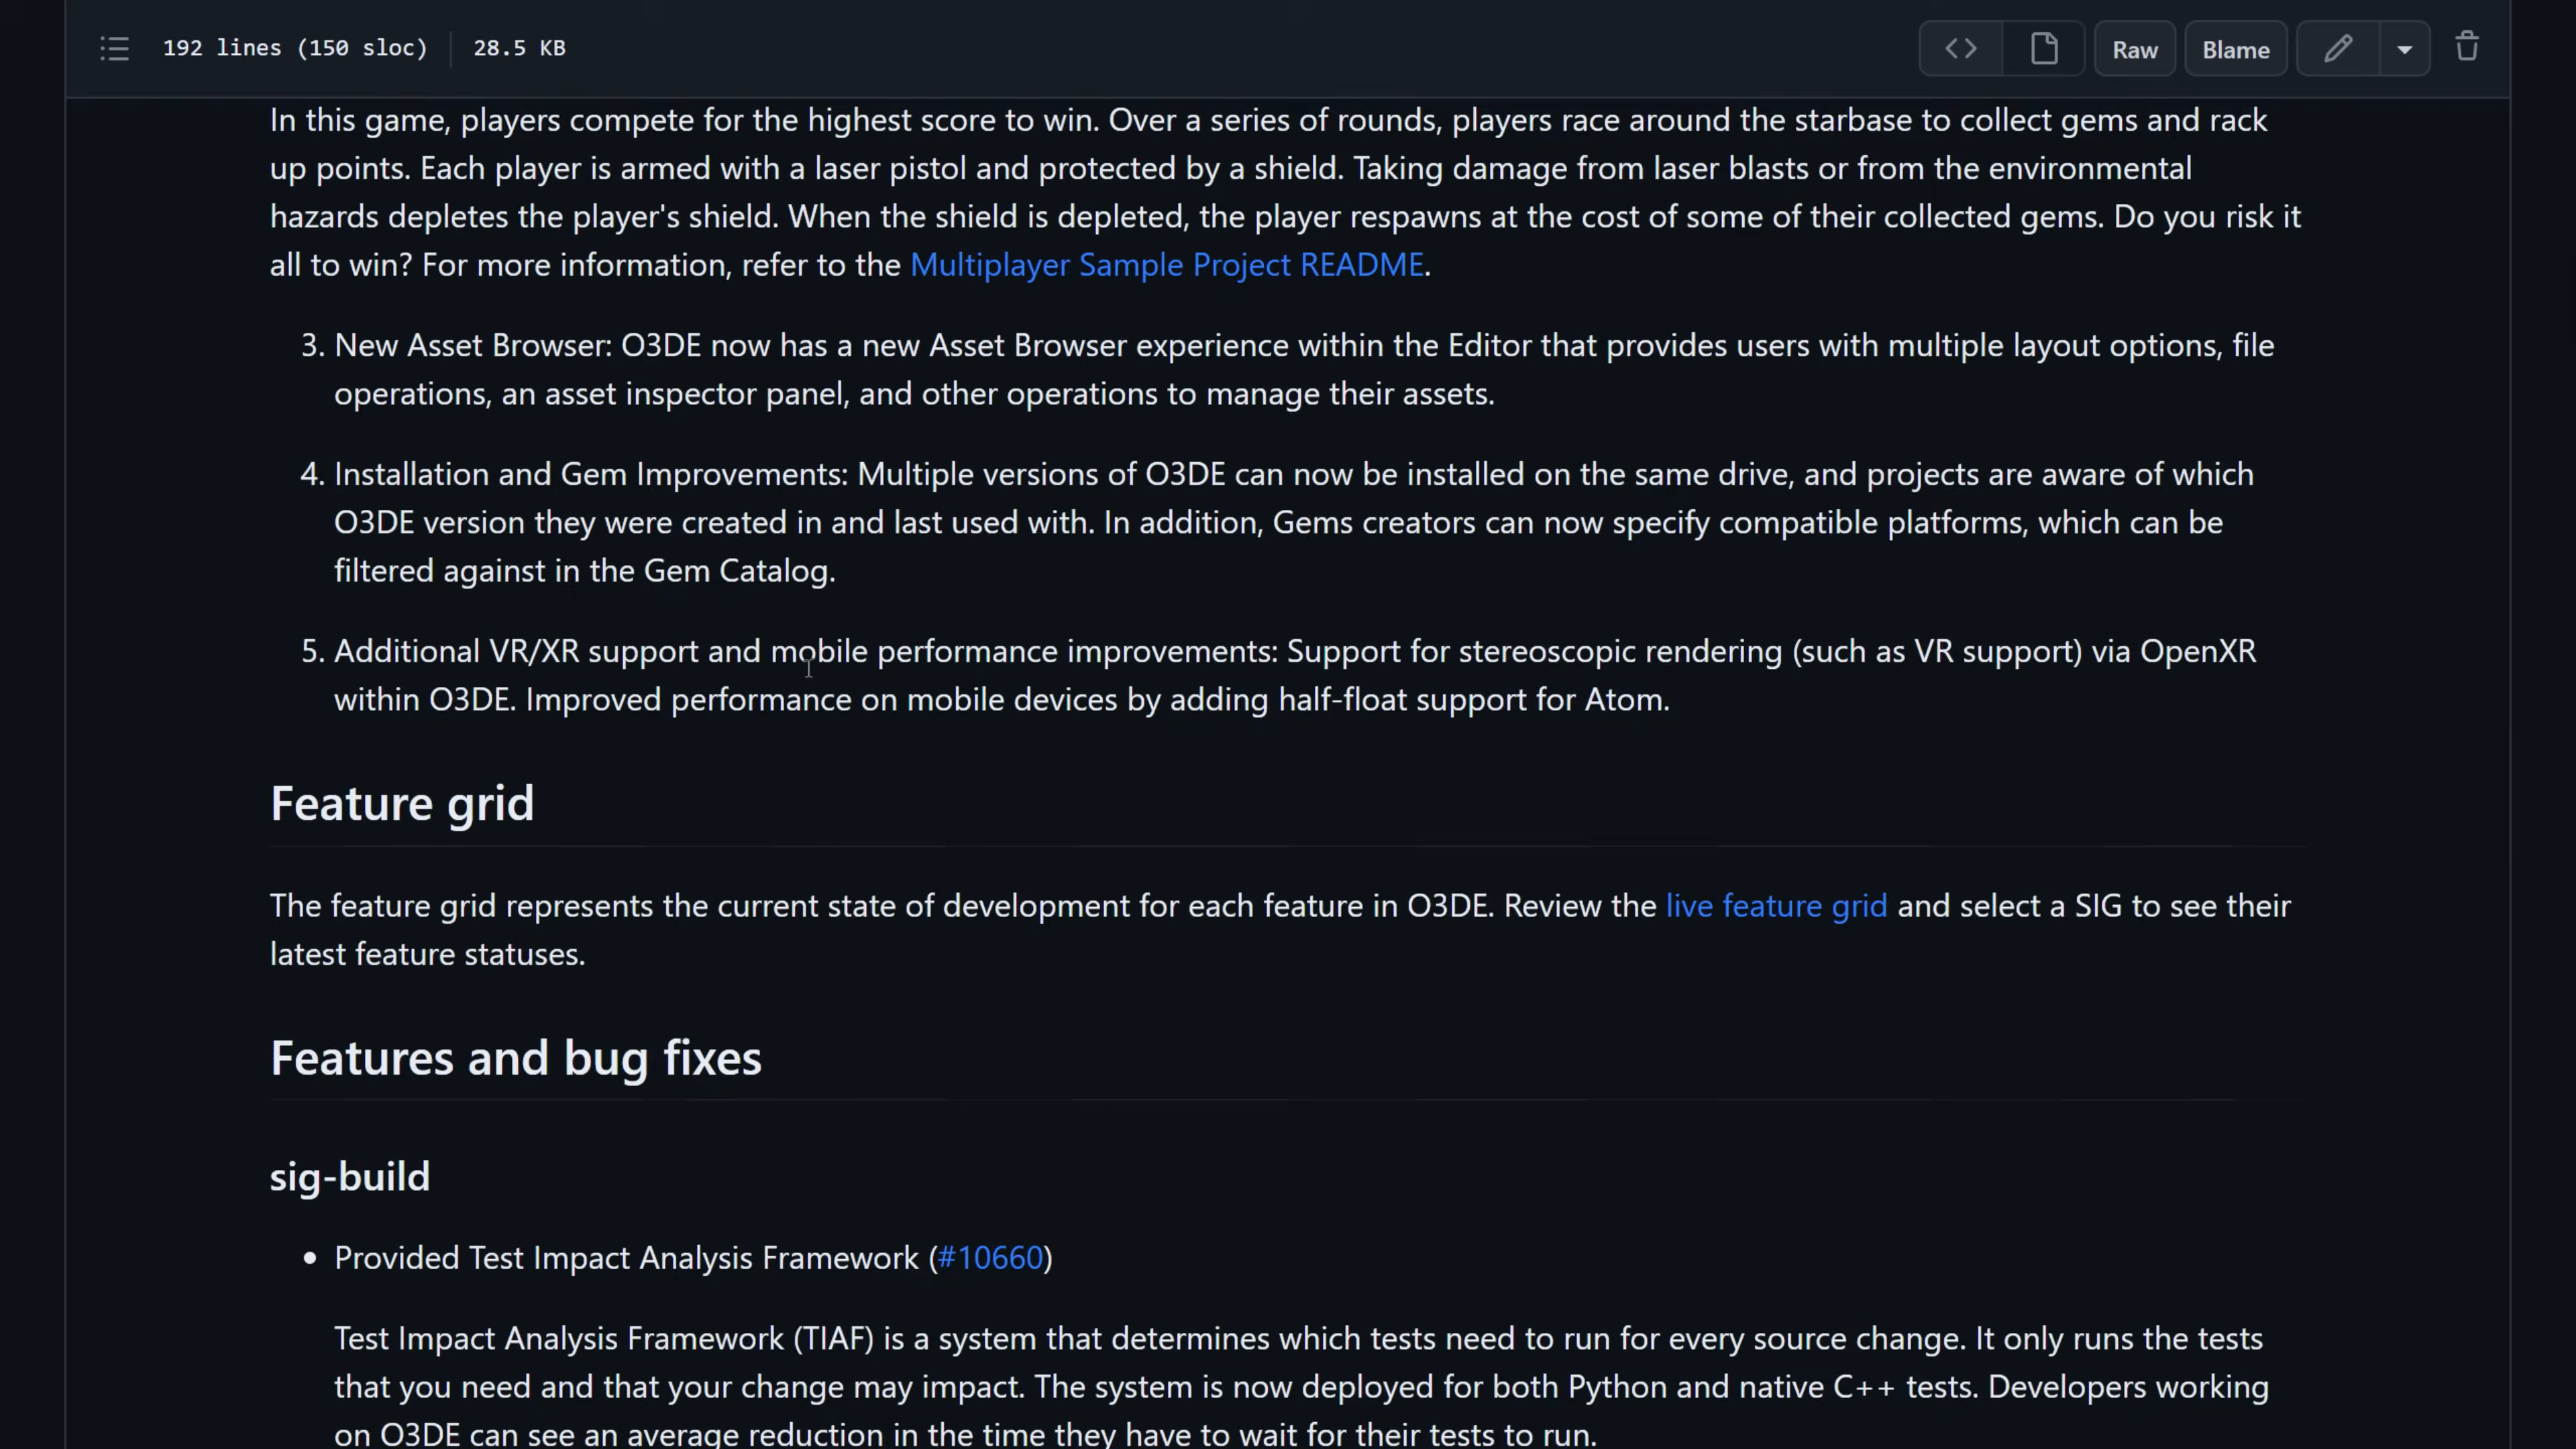 192 lines (150 sloc) 28.5 KB Raw Blame
In this game, players compete for the highest score to win. Over a series of rounds, players race around the starbase to collect gems and rack
up points. Each player is armed with a laser pistol and protected by a shield. Taking damage from laser blasts or from the environmental
hazards depletes the player's shield. When the shield is depleted, the player respawns at the cost of some of their collected gems. Do you risk it
all to win? For more information, refer to the Multiplayer Sample Project README.
3. New Asset Browser: O3DE now has a new Asset Browser experience within the Editor that provides users with multiple layout options, file
operations, an asset inspector panel, and other operations to manage their assets.
4. Installation and Gem Improvements: Multiple versions of O3DE can now be installed on the same drive, and projects are aware of which
O3DE version they were created in and last used with. In addition, Gems creators can now specify compatible platforms, which can be
filtered against in the Gem Catalog.
5. Additional VR/XR support and mobile performance improvements: Support for stereoscopic rendering (such as VR support) via OpenXR
within O3DE. Improved performance on mobile devices by adding half-float support for Atom.
Feature grid
The feature grid represents the current state of development for each feature in O3DE. Review the live feature grid and select a SIG to see their
latest feature statuses.
Features and bug fixes
sig-build
• Provided Test Impact Analysis Framework (#10660)
Test Impact Analysis Framework (TIAF) is a system that determines which tests need to run for every source change. It only runs the tests
that you need and that your change may impact. The system is now deployed for both Python and native C++ tests. Developers working
on O3DE can see an average reduction in the time they have to wait for their tests to run.